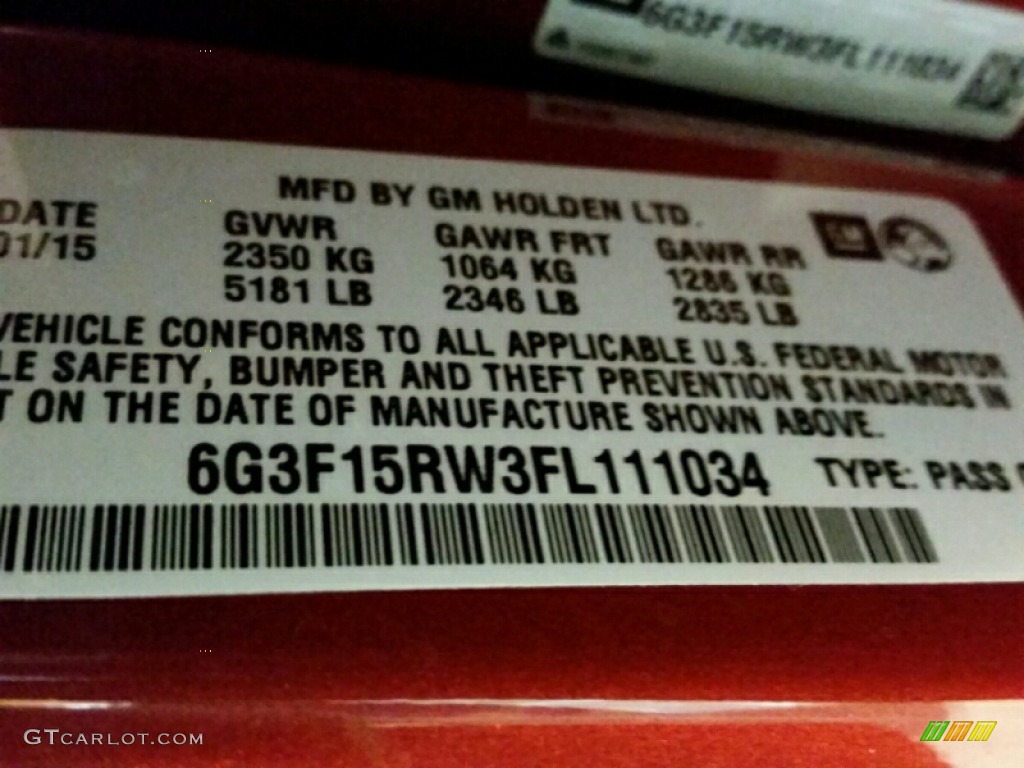 6G3F15RW3FL111034
MFD BY GM HOLDEN LTD.
DATE GVWR GAWR FRT GAWR RR GM
01/15 2350 KG 1064 KG 1286 KG
5181 LB 2346 LB 2835 LB
VEHICLE CONFORMS TO ALL APPLICABLE U.S. FEDERAL MOTOR
LE SAFETY, BUMPER AND THEFT PREVENTION STANDARDS IN
T ON THE DATE OF MANUFACTURE SHOWN ABOVE.
6G3F15RW3FL111034 TYPE: PASS
GTCARLOT.COM